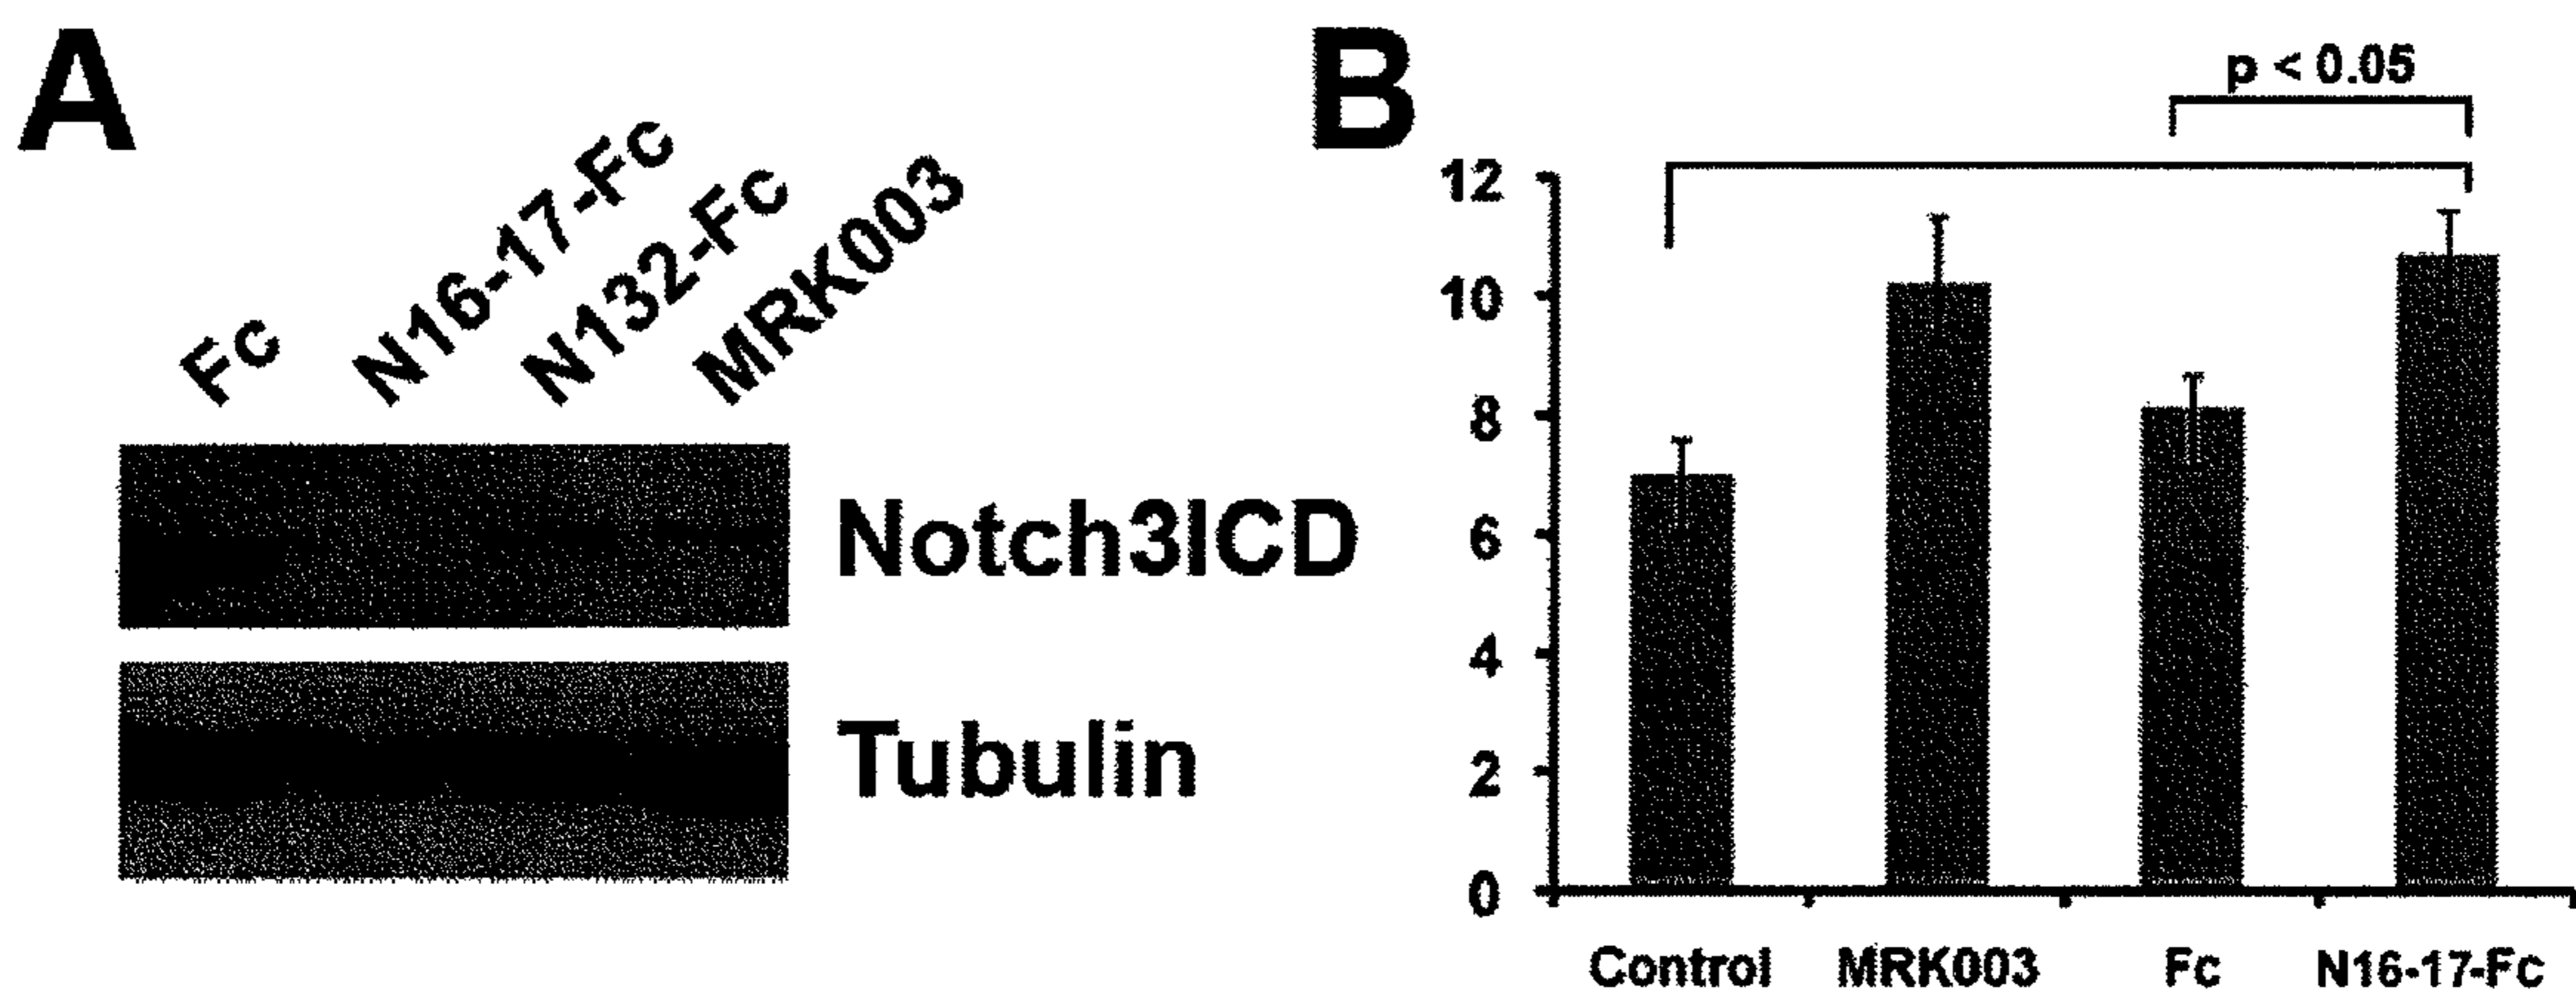 A
Fc
N16-17-Fc
N132-Fc
MRK003
Notch3ICD
Tubulin
B
p < 0.05
12
10
8
6
4
2
0
Control MRK003 Fc N16-17-Fc